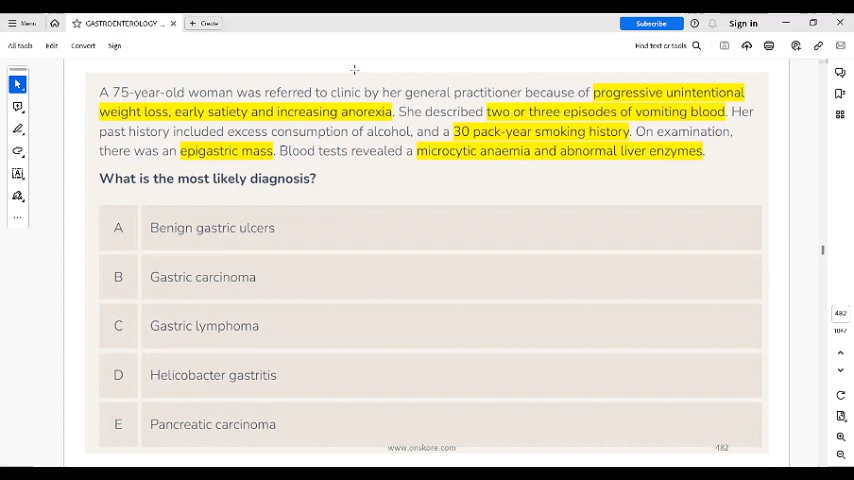 Menu
GASTROENTEROLOGY ...
Create
Subscribe
Sign in
All tools Edit Convert Sign
Find text or tools
A 75-year-old woman was referred to clinic by her general practitioner because of progressive unintentional
weight loss, early satiety and increasing anorexia. She described two or three episodes of vomiting blood. Her
past history included excess consumption of alcohol, and a 30 pack-year smoking history. On examination,
there was an epigastric mass. Blood tests revealed a microcytic anaemia and abnormal liver enzymes.
What is the most likely diagnosis?
A Benign gastric ulcers
B Gastric carcinoma
C Gastric lymphoma
D Helicobacter gastritis
E Pancreatic carcinoma
www.onskore.com 482
482